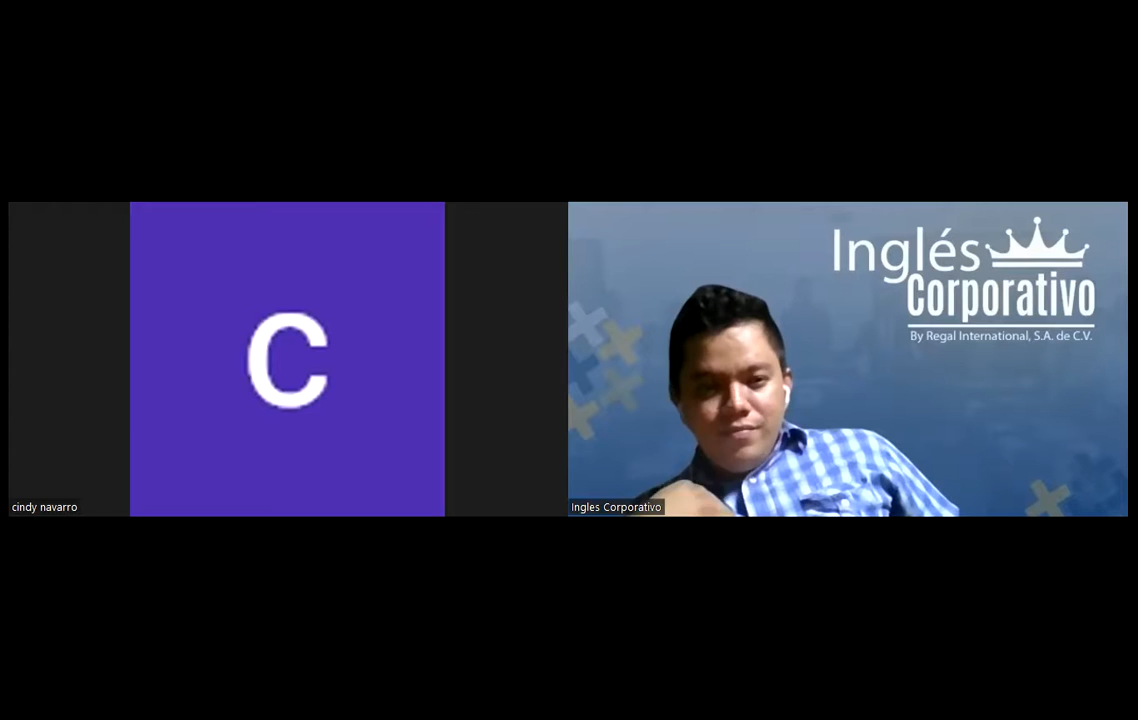 C
cindy navarro
Inglés
Corporativo
By Regal International, S.A. de C.V.
Ingles Corporativo